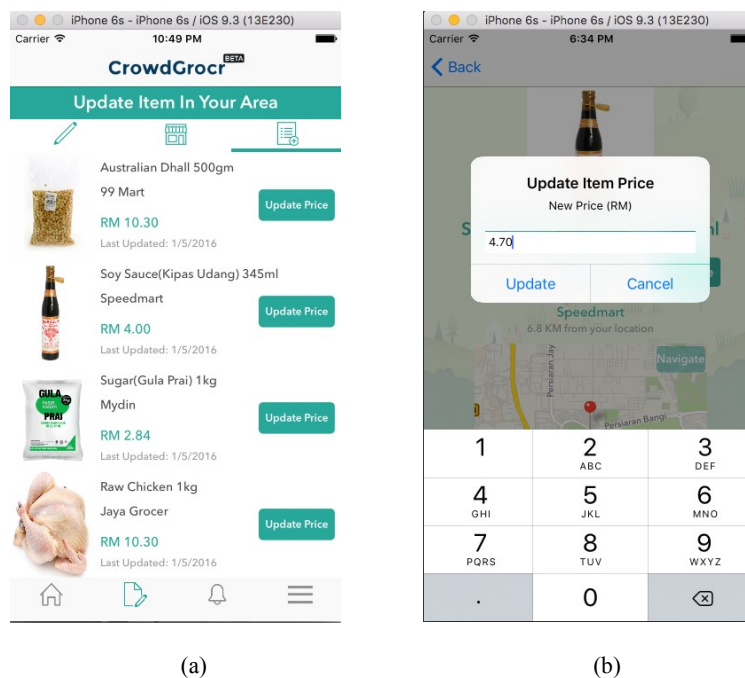 iPhone 6s - iPhone 6s / iOS 9.3 (13E230)
Carrier 10:49 PM
CrowdGrocr BETA
Update Item In Your Area
Australian Dhall 500gm
99 Mart
RM 10.30
Update Price
Last Updated: 1/5/2016
Soy Sauce(Kipas Udang) 345ml
Speedmart
RM 4.00
Update Price
Last Updated: 1/5/2016
Sugar(Gula Prai) 1kg
Mydin
RM 2.84
Update Price
Last Updated: 1/5/2016
GULA
PRAI
Raw Chicken 1kg
Jaya Grocer
RM 10.30
Update Price
Last Updated: 1/5/2016
(a)
iPhone 6s - iPhone 6s / iOS 9.3 (13E230)
Carrier 6:34 PM
Back
Update Item Price
New Price (RM)
S
l
4.70
Update Cancel
Speedmart
6.8 KM from your location
Navigate
Persiaran Jay
Persiaran Bangi
1 2 3
ABC DEF
4 5 6
GHI JKL MNO
7 8 9
PQRS TUV WXYZ
. 0
(b)